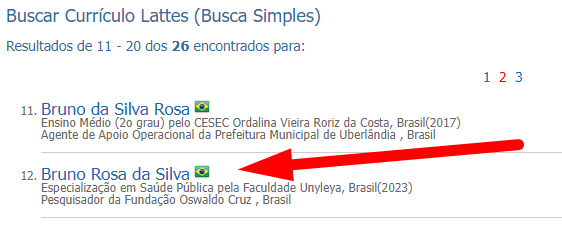 Buscar Currículo Lattes (Busca Simples)
Resultados de 11 - 20 dos 26 encontrados para:
1 2 3
11. Bruno da Silva Rosa
Ensino Médio (2o grau) pelo CESEC Ordalina Vieira Roriz da Costa, Brasil(2017)
Agente de Apoio Operacional da Prefeitura Municipal de Uberlândia , Brasil
12. Bruno Rosa da Silva
Especialização em Saúde Pública pela Faculdade Unyleya, Brasil(2023)
Pesquisador da Fundação Oswaldo Cruz , Brasil